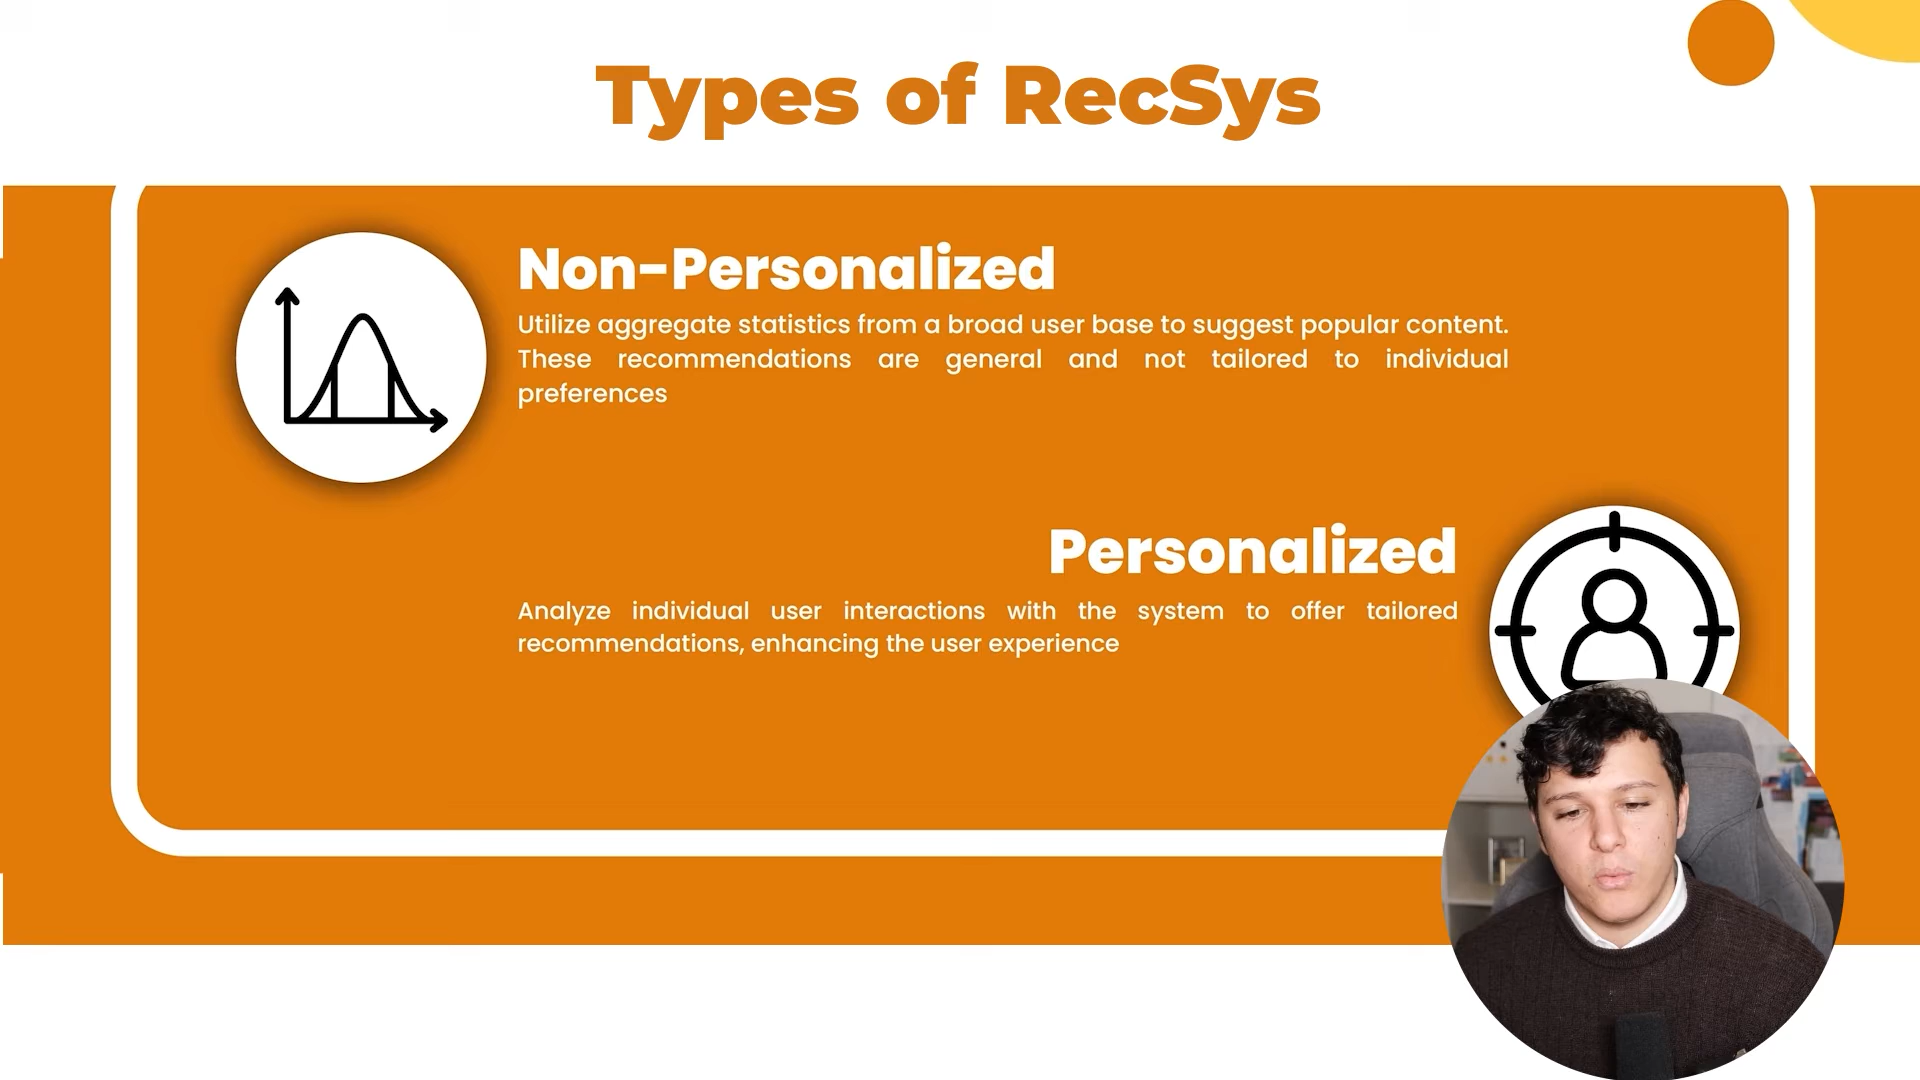 Types of RecSys
Non-Personalized
Utilize aggregate statistics from a broad user base to suggest popular content.
These recommendations are general and not tailored to individual
preferences
Personalized
Analyze individual user interactions with the system to offer tailored
recommendations, enhancing the user experience